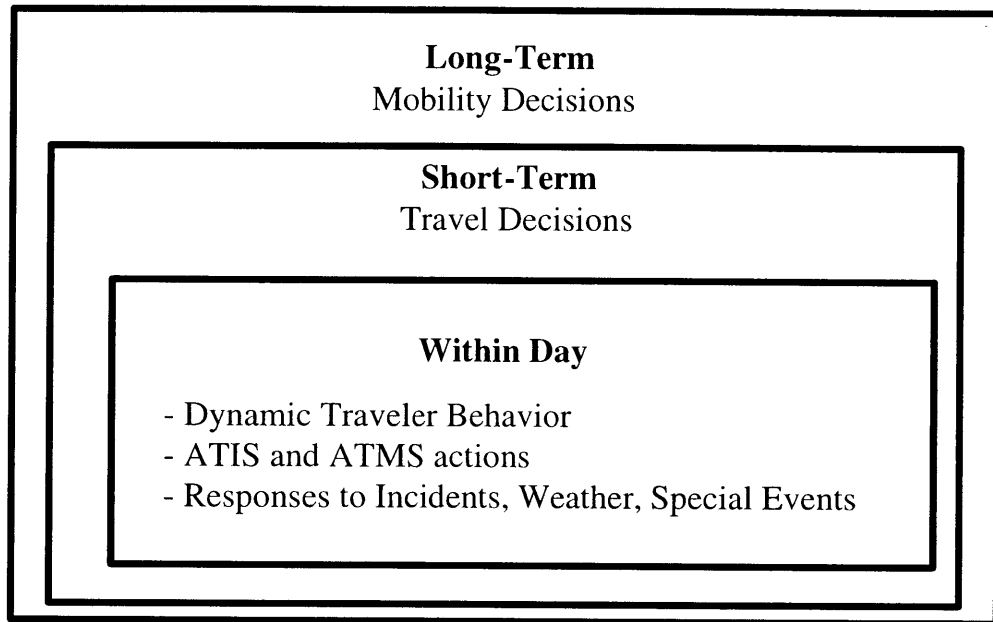 Long-Term
Mobility Decisions
Short-Term
Travel Decisions
Within Day
- Dynamic Traveler Behavior
- ATIS and ATMS actions
- Responses to Incidents, Weather, Special Events